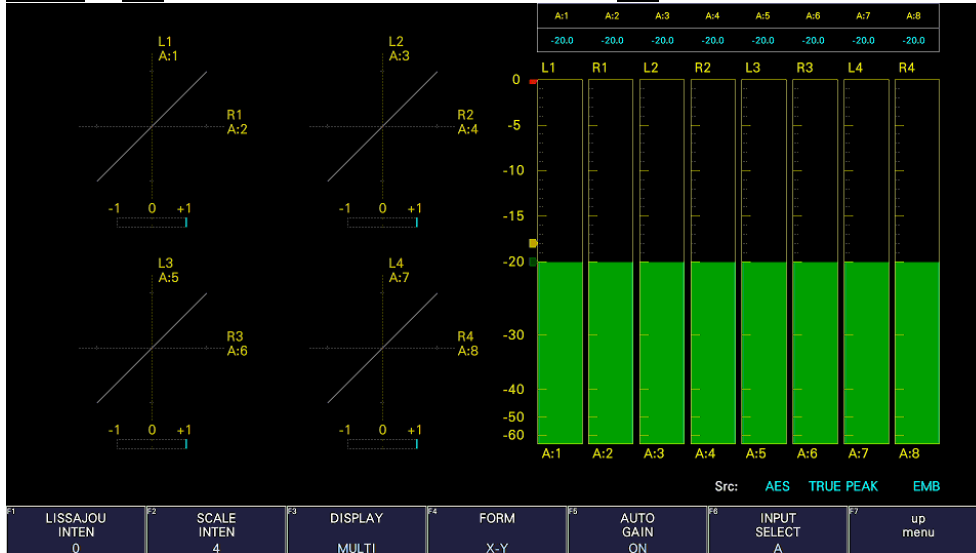 A:1 A:2 A:3 A:4 A:5 A:6 A:7 A:8
-20.0 -20.0 -20.0 -20.0 -20.0 -20.0 -20.0 -20.0
L1
A:1
R1
A:2
-1 0 +1
L2
A:3
R2
A:4
-1 0 +1
L3
A:5
R3
A:6
-1 0 +1
L4
A:7
R4
A:8
-1 0 +1
L1 R1 L2 R2 L3 R3 L4 R4
0
-5
-10
-15
-20
-30
-40
-50
-60
A:1 A:2 A:3 A:4 A:5 A:6 A:7 A:8
Src: AES TRUE PEAK EMB
F1 LISSAJOU
INTEN
0
F2 SCALE
INTEN
4
F3 DISPLAY
MULTI
F4 FORM
X-Y
F5 AUTO
GAIN
ON
F6 INPUT
SELECT
A
F7 up
menu